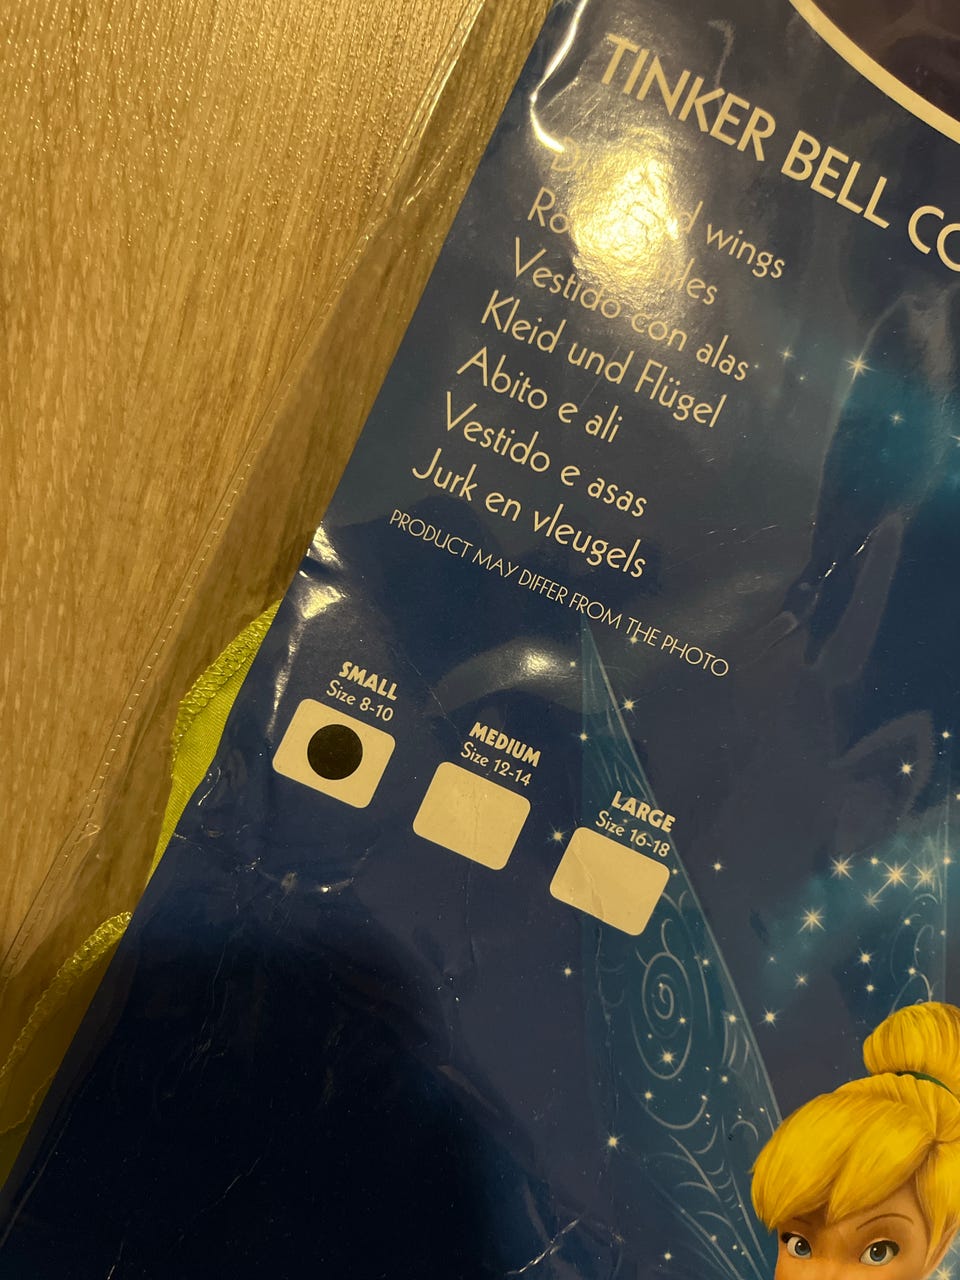 TINKER BELL
wings
Vestido con alas
Kleid und Flügel
Abito e ali
Vestido e asas
Jurk en vleugels
PRODUCT MAY DIFFER FROM THE PHOTO
SMALL
Size 8-10
MEDIUM
Size 12-14
LARGE
Size 16-18